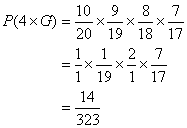 P(4×G) = 10/20 × 9/19 × 8/18 × 7/17
= 1/1 × 1/19 × 2/1 × 7/17
= 14/323